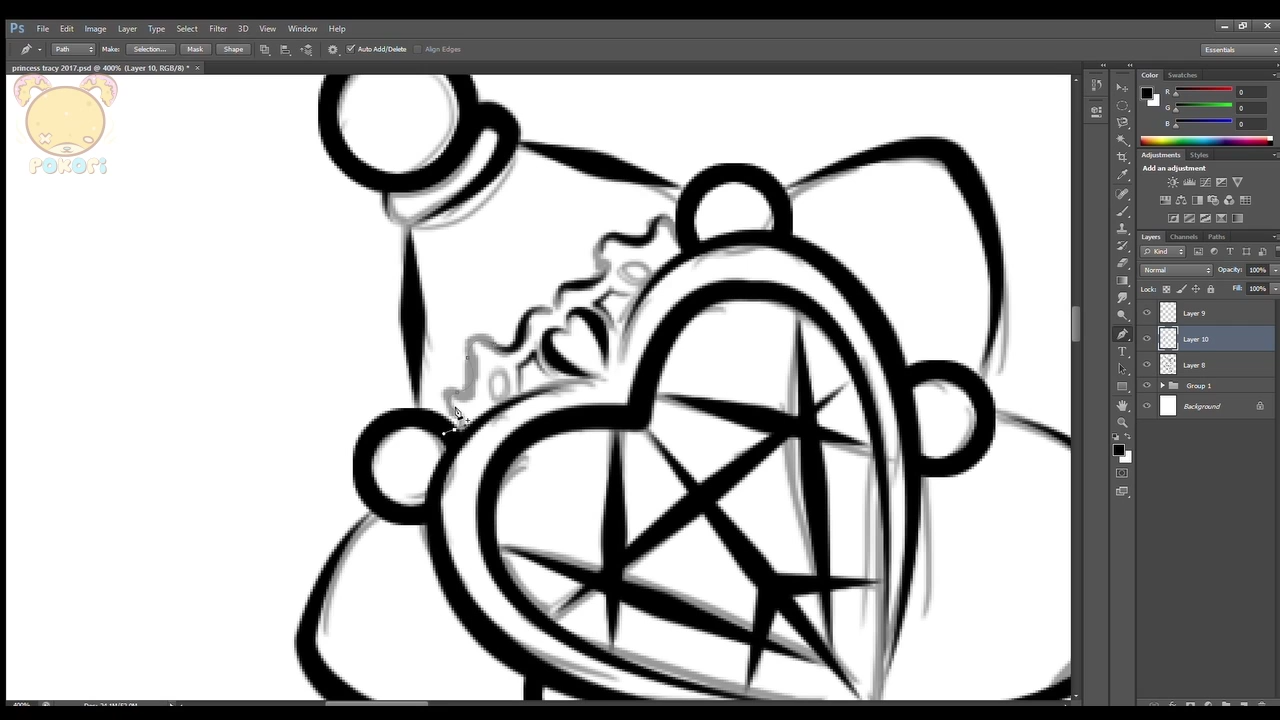 Ps File Edit Image Layer Type Select Filter 3D View Window Help
Path Make: Selection... Mask Shape Auto Add/Delete Align Edges Essentials
princess tracy 2017.psd @ 400% (Layer 10, RGB/8) *
POXORI
Color Swatches
R 0
G 0
B 0
Adjustments Styles
Add an adjustment
Layers Channels Paths
Kind
Normal Opacity: 100%
Lock: Fill: 100%
Layer 9
Layer 10
Layer 8
Group 1
Background